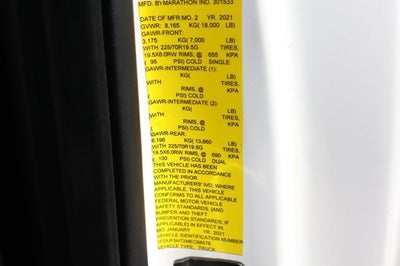 MFD. BY:MARATHON IND: 301533
DATE OF MFR:MO. 2 YR. 2021
GVWR: 8,165 KG( 18,000 LB)
GAWR-FRONT:
3,175 KG( 7,000 LB)
WITH 225/70R19.5G TIRES,
19.5X6.0RW RIMS, @ 655 KPA
( 95 PSI) COLD SINGLE
GAWR-INTERMEDIATE (1):
KG( LB)
WITH TIRES,
RIMS, @ KPA
( PSI) COLD
GAWR-INTERMEDIATE (2):
KG( LB)
WITH TIRES,
RIMS, @ KPA
( PSI) COLD
GAWR-REAR:
6,196 KG( 13,660 LB)
WITH 225/70R19.5G TIRES,
19.5X6.0RW RIMS, @ 690 KPA
( 100 PSI) COLD DUAL
THIS VEHICLE HAS BEEN
COMPLETED IN ACCORDANCE
WITH THE PRIOR
MANUFACTURERS' IVD, WHERE
APPLICABLE. THIS VEHICLE
CONFORMS TO ALL APPLICABLE
FEDERAL MOTOR VEHICLE
SAFETY STANDARDS, [AND
BUMPER AND THEFT
PREVENTION STANDARDS, IF
APPLICABLE] IN EFFECT IN
MO. JANUARY YR. 2021
VEHICLE IDENTIFICATION NUMBER
VEHICLE TYPE: TRUCK